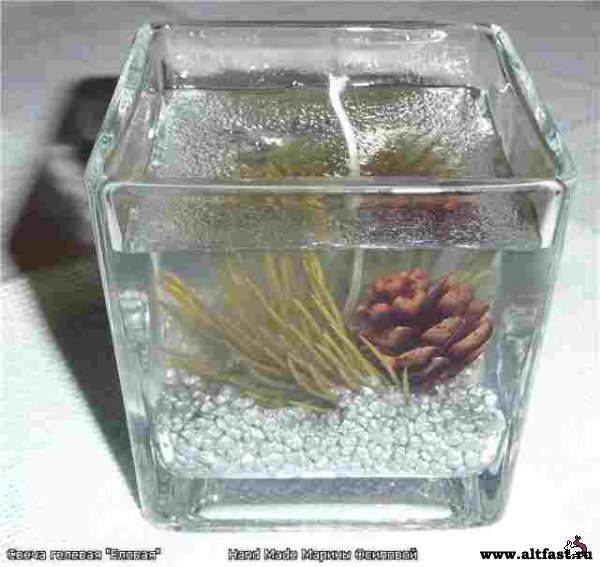 Свеча гелевая "Еловая" Hand Made Марины Осиповой
www.altfast.ru